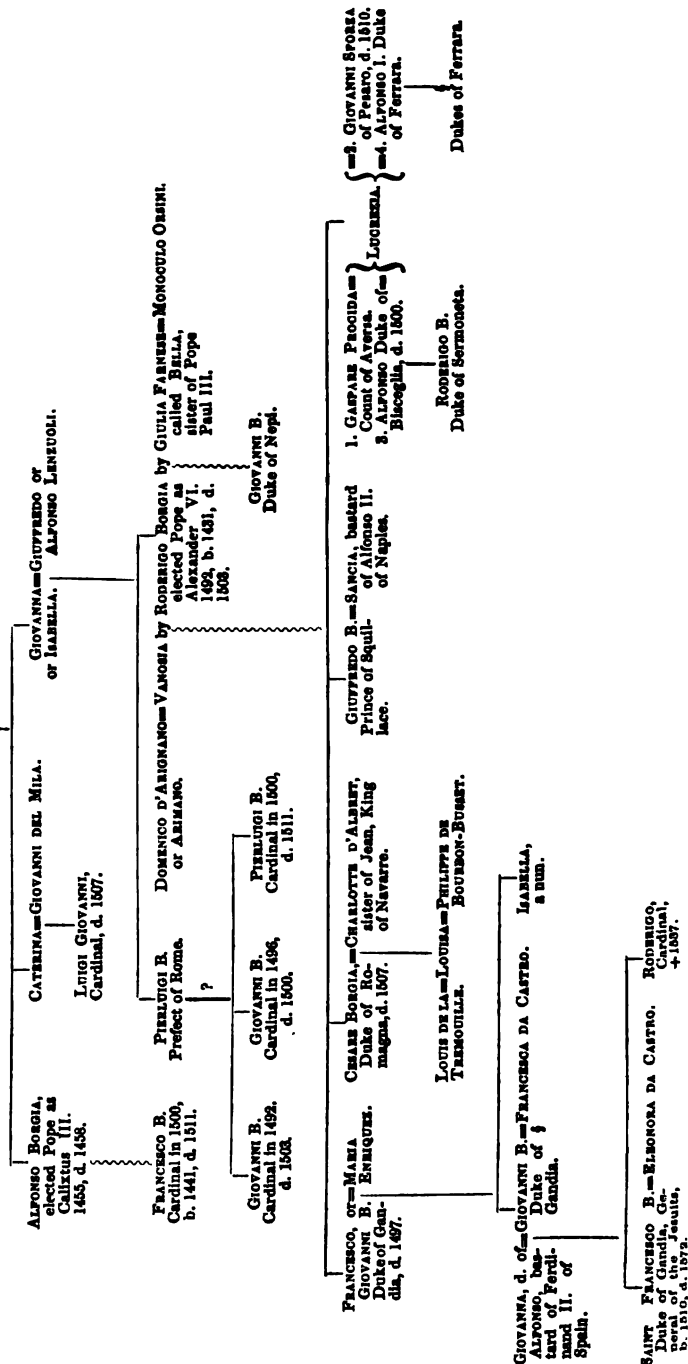 ALFONSO BORGIA,
elected Pope as
Calixtus III.
1455, d. 1458.
CATERINA=GIOVANNI DEL MILA.
GIOVANNA=GIUFFREDO or
or ISABELLA. ALFONSO LENZUOLI.
LUIGI GIOVANNI,
Cardinal, d. 1507.
FRANCESCO B.
Cardinal in 1500,
b. 1441, d. 1511.
PIERLUIGI B.
Prefect of Rome.
?
DOMENICO D'ARIGNANO=VANOSIA by RODERIGO BORGIA by GIULIA FARNESE=MONOCULO ORSINI.
or ARIMANO.
elected Pope as
Alexander VI.
1492, b. 1431, d.
1503.
called BELLA,
sister of Pope
Paul III.
GIOVANNI B.
Cardinal in 1492.
d. 1503.
GIOVANNI B.
Cardinal in 1496,
d. 1500.
PIERLUIGI B.
Cardinal in 1500,
d. 1511.
GIOVANNI B.
Duke of Nepi.
FRANCESCO, or=MARIA
GIOVANNI B. ENRIQUES.
Duke of Gan-
dia, d. 1497.
CESARE BORGIA,=CHARLOTTE D'ALBRET,
Duke of Ro- sister of Jean, King
magna, d. 1507. of Navarre.
GIUFFREDO B.=SANCIA, bastard
Prince of Squil- of Alfonso II.
lace. of Naples.
1. GASPARE PROCIDA=
Count of Aversa.
3. ALFONSO Duke of=
Bisceglia, d. 1500.
LUCREZIA.
=2. GIOVANNI SFORZA
of Pesaro, d. 1510.
=4. ALFONSO I. Duke
of Ferrara.
LOUIS DE LA=LOUISA=PHILIPPE DE
TREMOUILLE. BOURBON-BUSSET.
RODERIGO B.
Duke of Sermoneta.
Dukes of Ferrara.
GIOVANNA, d. of=GIOVANNI B.=FRANCESCA DA CASTRO.
ALFONSO, bas- Duke of §
tard of Ferdi- Gandia.
nand II. of
Spain.
ISABELLA,
a nun.
SAINT FRANCESCO B.=ELEONORA DA CASTRO.
Duke of Gandia, Ge-
neral of the Jesuits,
b. 1510, d. 1572.
RODERIGO,
Cardinal,
+1537.